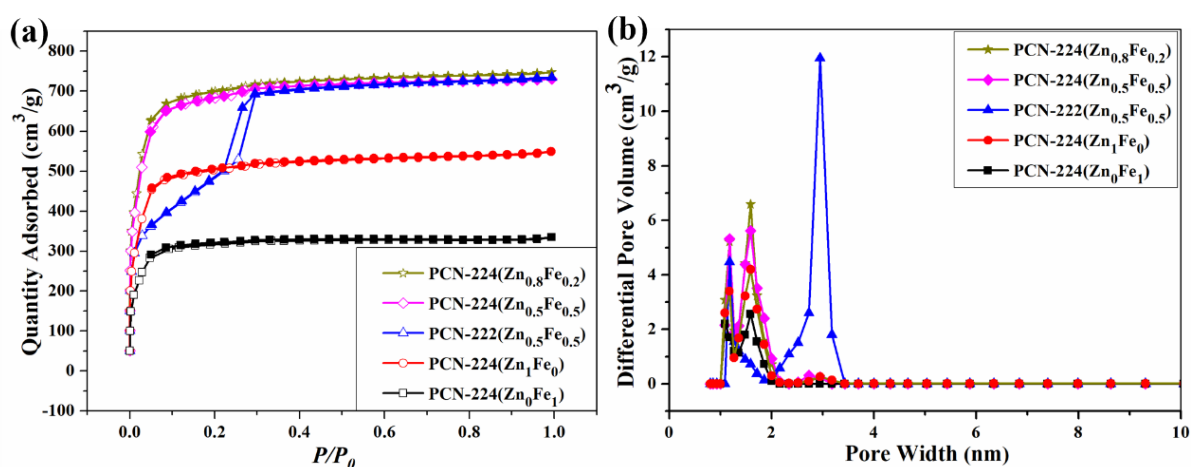 (a)
Quantity Adsorbed (cm³/g)
800
700
600
500
400
300
200
100
0
-100
PCN-224(Zn₀.₈Fe₀.₂)
PCN-224(Zn₀.₅Fe₀.₅)
PCN-222(Zn₀.₅Fe₀.₅)
PCN-224(Zn₁Fe₀)
PCN-224(Zn₀Fe₁)
0.0 0.2 0.4 0.6 0.8 1.0
P/P₀
(b)
Differential Pore Volume (cm³/g)
12
10
8
6
4
2
0
PCN-224(Zn₀.₈Fe₀.₂)
PCN-224(Zn₀.₅Fe₀.₅)
PCN-222(Zn₀.₅Fe₀.₅)
PCN-224(Zn₁Fe₀)
PCN-224(Zn₀Fe₁)
0 2 4 6 8 10
Pore Width (nm)